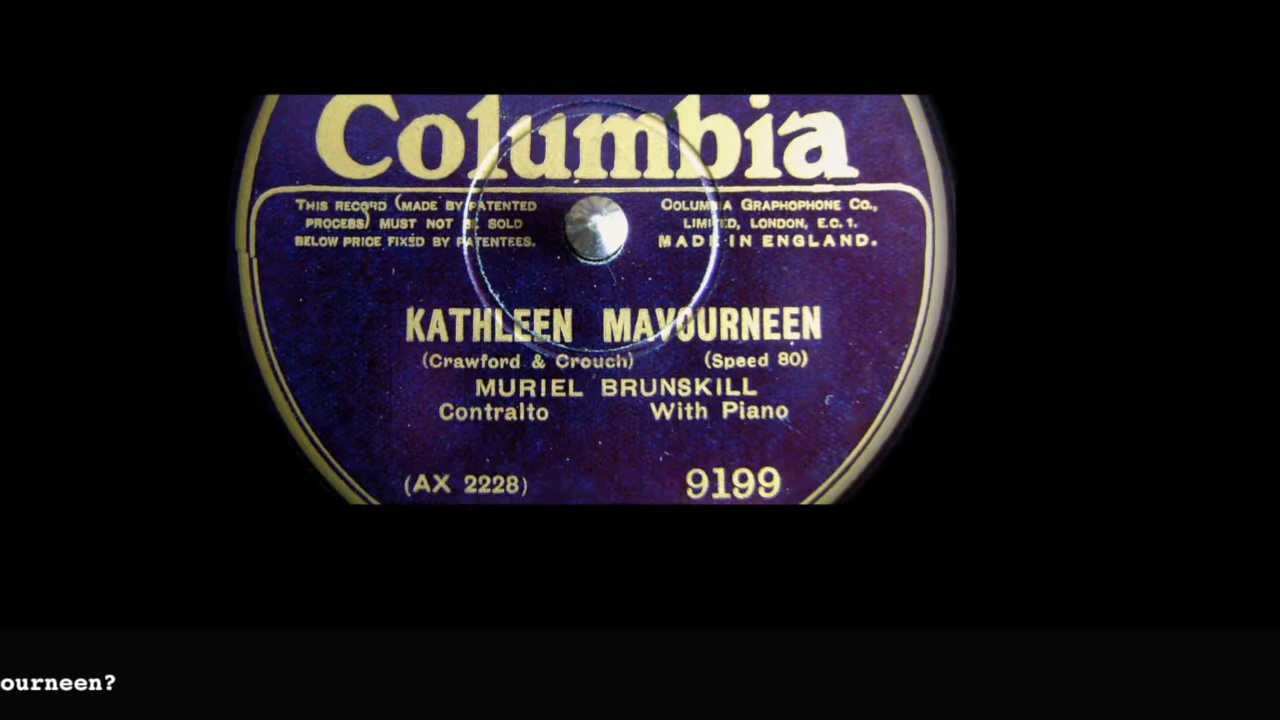 Columbia
THIS RECORD (MADE BY PATENTED
PROCESS) MUST NOT BE SOLD
BELOW PRICE FIXED BY PATENTEES.
COLUMBIA GRAPHOPHONE CO.,
LIMITED, LONDON, E.C. 1.
MADE IN ENGLAND.
KATHLEEN MAVOURNEEN
(Crawford & Crouch) (Speed 80)
MURIEL BRUNSKILL
Contralto With Piano
(AX 2228) 9199
ourneen?